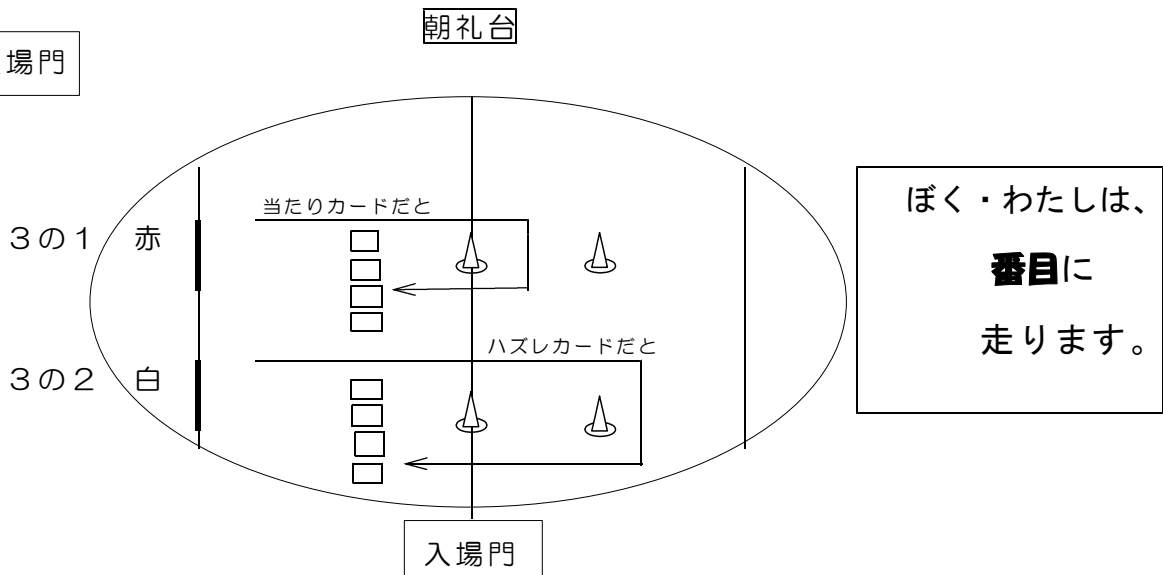 朝礼台
場門
当たりカードだと
3の1 赤
ハズレカードだと
3の2 白
入場門
ぼく・わたしは、
番目に
走ります。